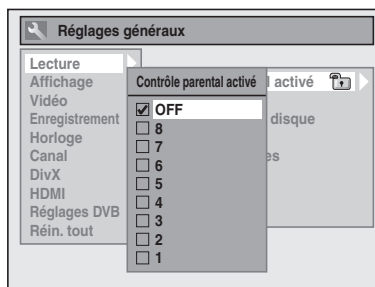 Réglages généraux
Lecture
Affichage
Vidéo
Enregistrement
Horloge
Canal
DivX
HDMI
Réglages DVB
Réin. tout
Contrôle parental activé
OFF
8
7
6
5
4
3
2
1
activé
disque